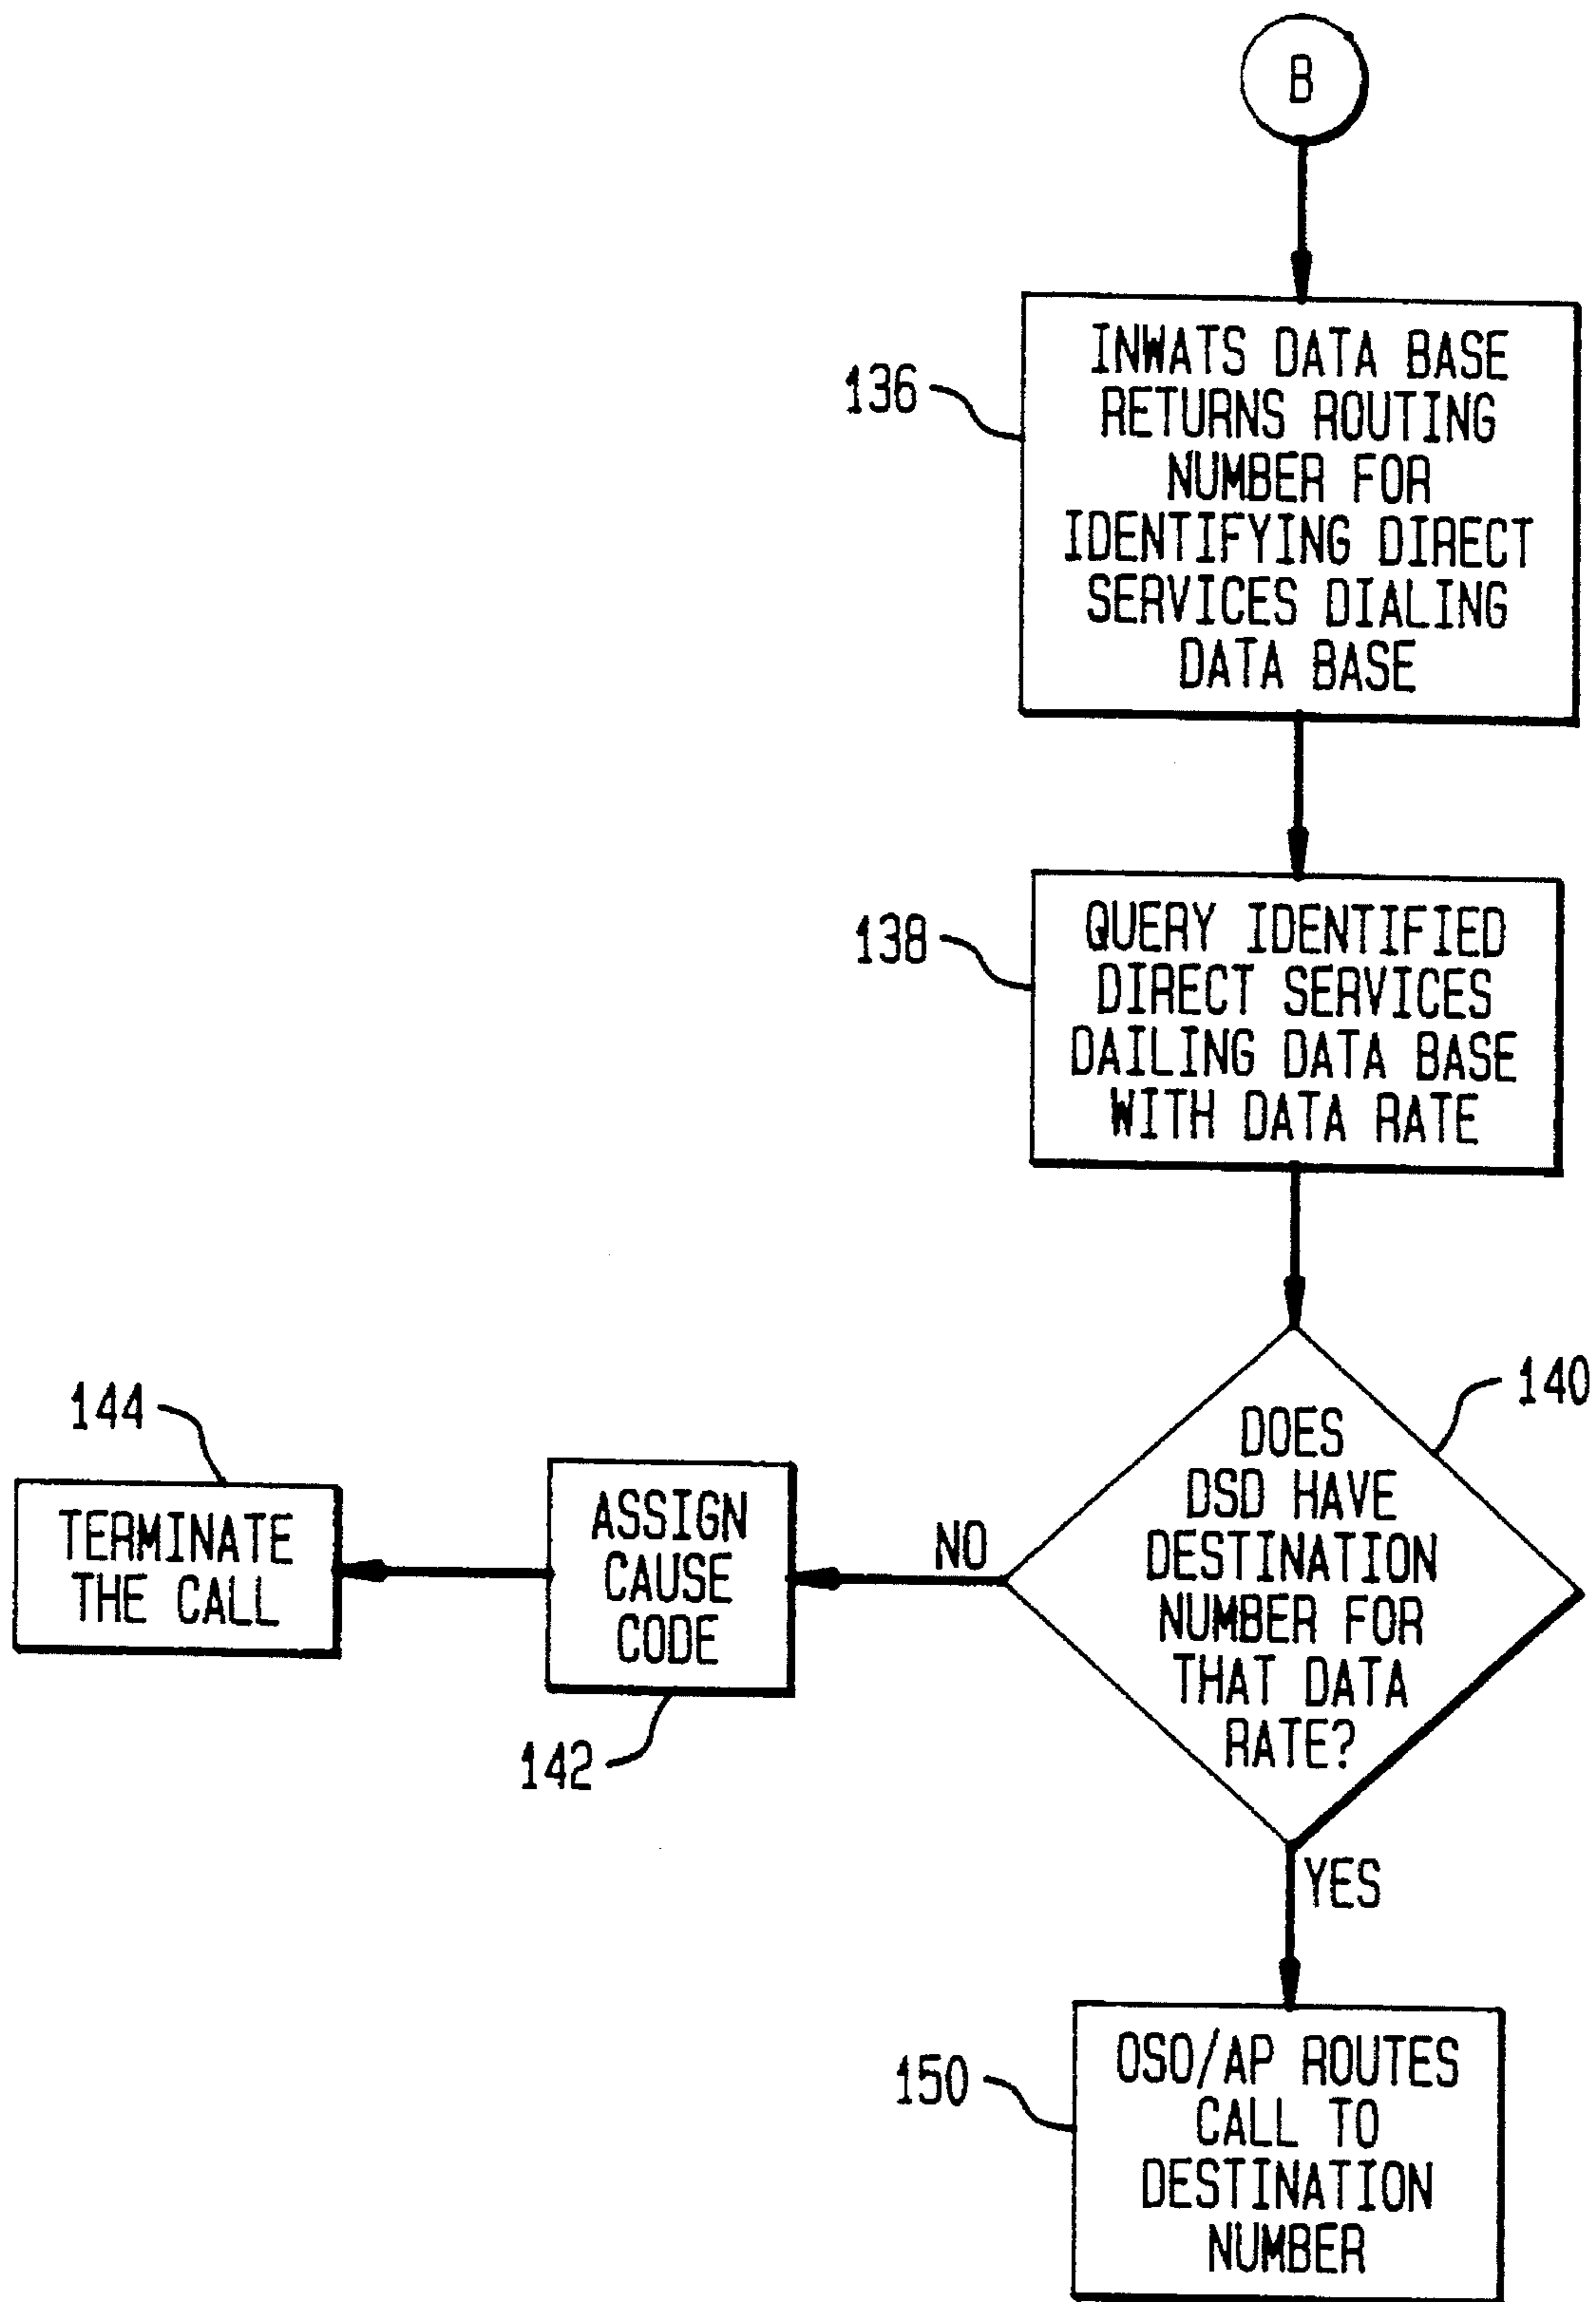 B
136
INWATS DATA BASE
RETURNS ROUTING
NUMBER FOR
IDENTIFYING DIRECT
SERVICES DIALING
DATA BASE
138
QUERY IDENTIFIED
DIRECT SERVICES
DAILING DATA BASE
WITH DATA RATE
140
DOES
DSD HAVE
DESTINATION
NUMBER FOR
THAT DATA
RATE?
NO
ASSIGN
CAUSE
CODE
142
144
TERMINATE
THE CALL
YES
150
OSO/AP ROUTES
CALL TO
DESTINATION
NUMBER